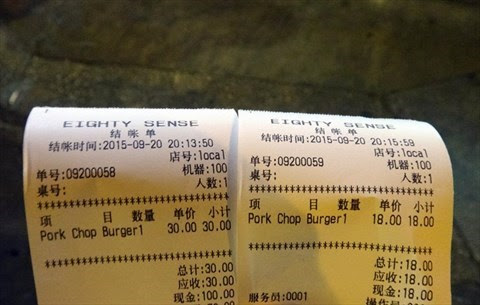 EIGHTY SENSE
结帐单
结帐时间:2015-09-20 20:13:50
店号:local
单号:09200058 机器:100
桌号: 人数:1
************************************
项 目 数量 单价 小计
Pork Chop Burger1 30.00 30.00
************************************
总计:30.00
应收:30.00
现金:100.00
EIGHTY SENSE
结帐单
结帐时间:2015-09-20 20:15:59
店号:local
单号:09200059 机器:100
桌号: 人数:1
************************************
项 目 数量 单价 小计
Pork Chop Burger1 18.00 18.00
************************************
总计:18.00
应收:18.00
服务员:0001 现金:18.00